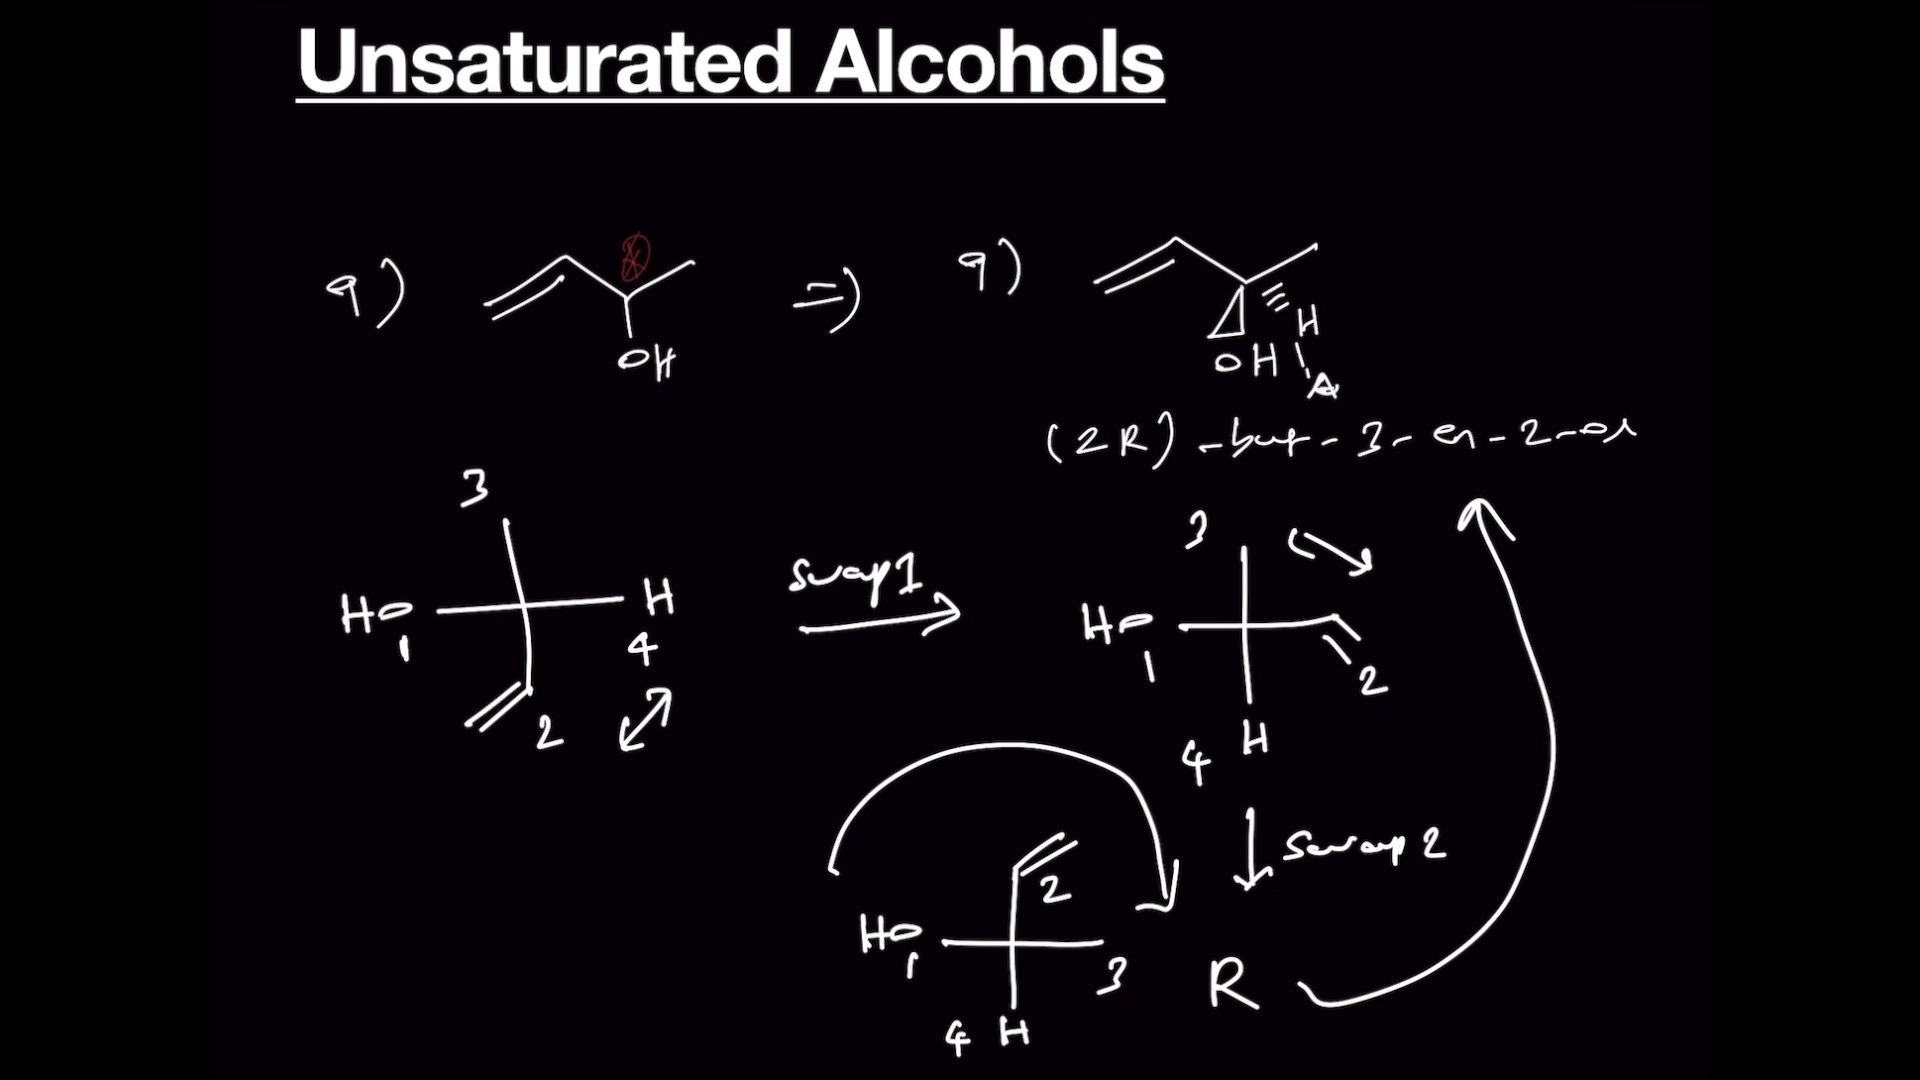 Unsaturated Alcohols
9)
OH
=)
9)
H
OH
(2R)-but-3-en-2-ol
3
HO
1
H
4
2
Swap 1
3
HO
1
2
4
H
Swap 2
2
HO
1
3
4
H
R